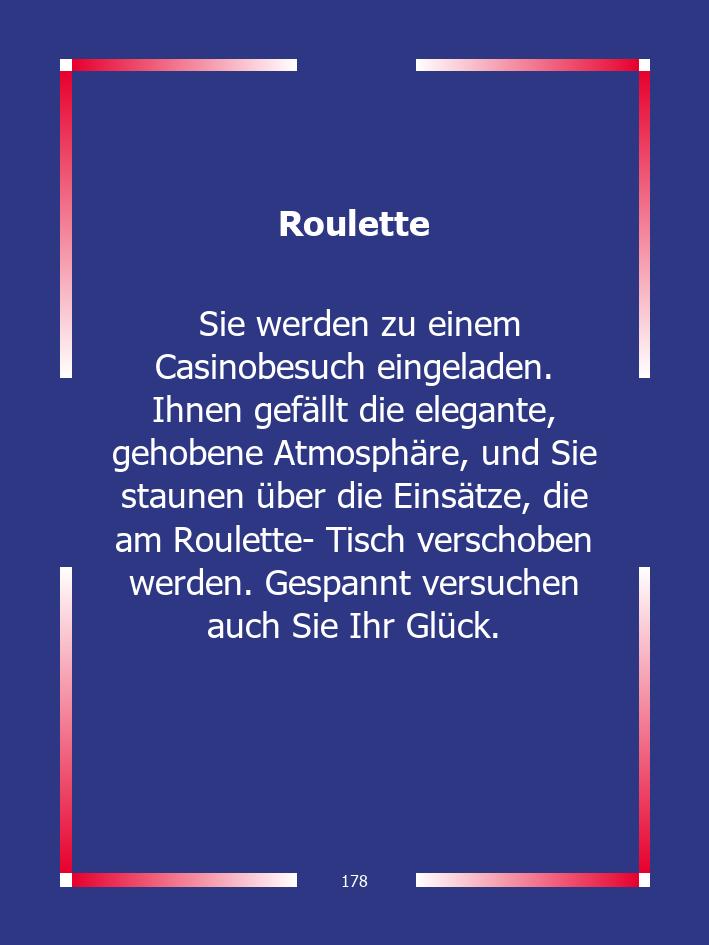 Roulette
Sie werden zu einem
Casinobesuch eingeladen.
Ihnen gefällt die elegante,
gehobene Atmosphäre, und Sie
staunen über die Einsätze, die
am Roulette- Tisch verschoben
werden. Gespannt versuchen
auch Sie Ihr Glück.
178